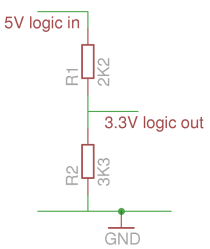 5V logic in
R1
2K2
3.3V logic out
R2
3K3
GND